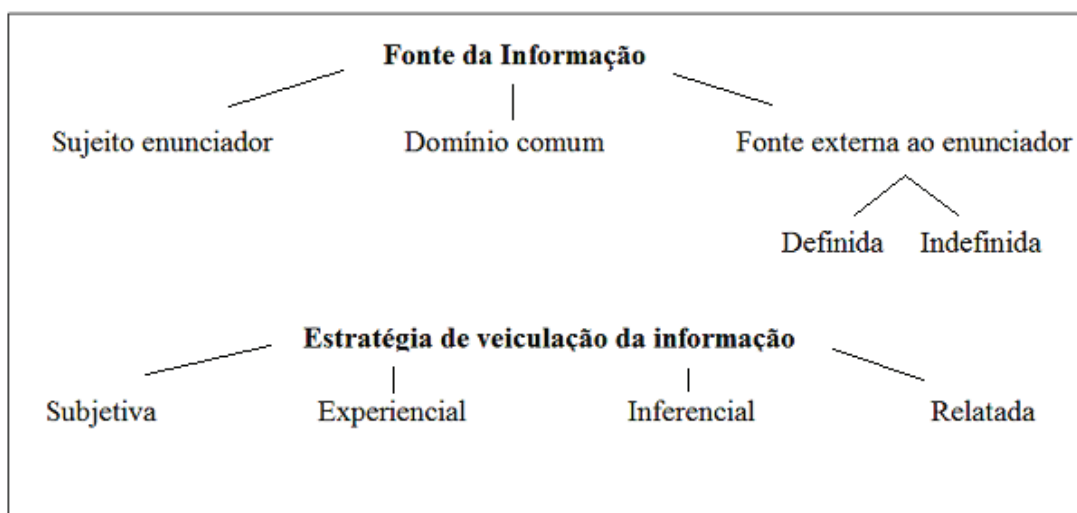 Fonte da Informação
Sujeito enunciador Domínio comum Fonte externa ao enunciador
Definida Indefinida
Estratégia de veiculação da informação
Subjetiva Experiencial Inferencial Relatada